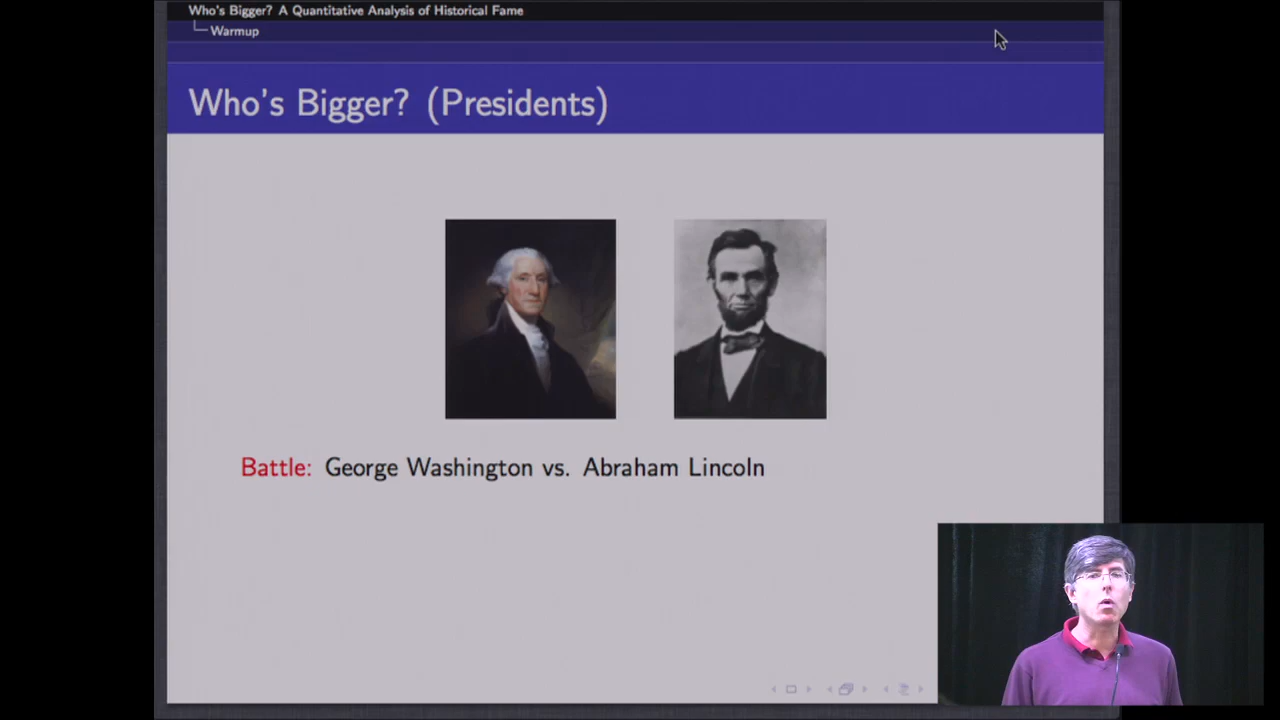 Who's Bigger? A Quantitative Analysis of Historical Fame
Warmup
Who's Bigger? (Presidents)
Battle: George Washington vs. Abraham Lincoln